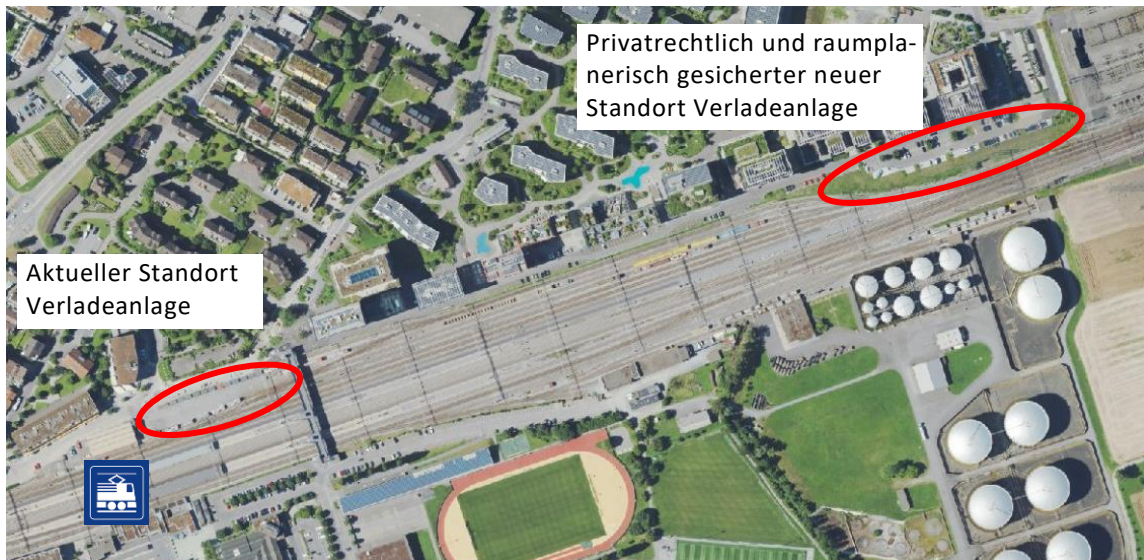 Privatrechtlich und raumpla-
nerisch gesicherter neuer
Standort Verladeanlage
Aktueller Standort
Verladeanlage